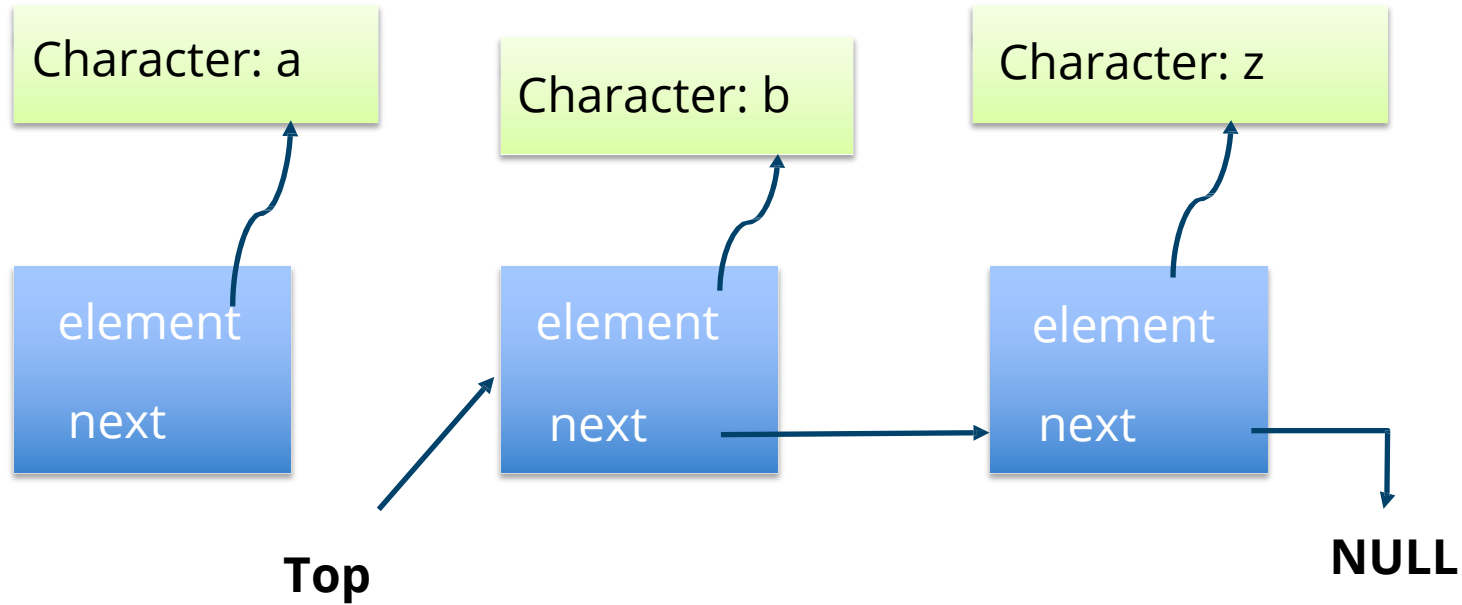 Character: a
Character: b
Character: z
element
next
element
next
element
next
Top
NULL